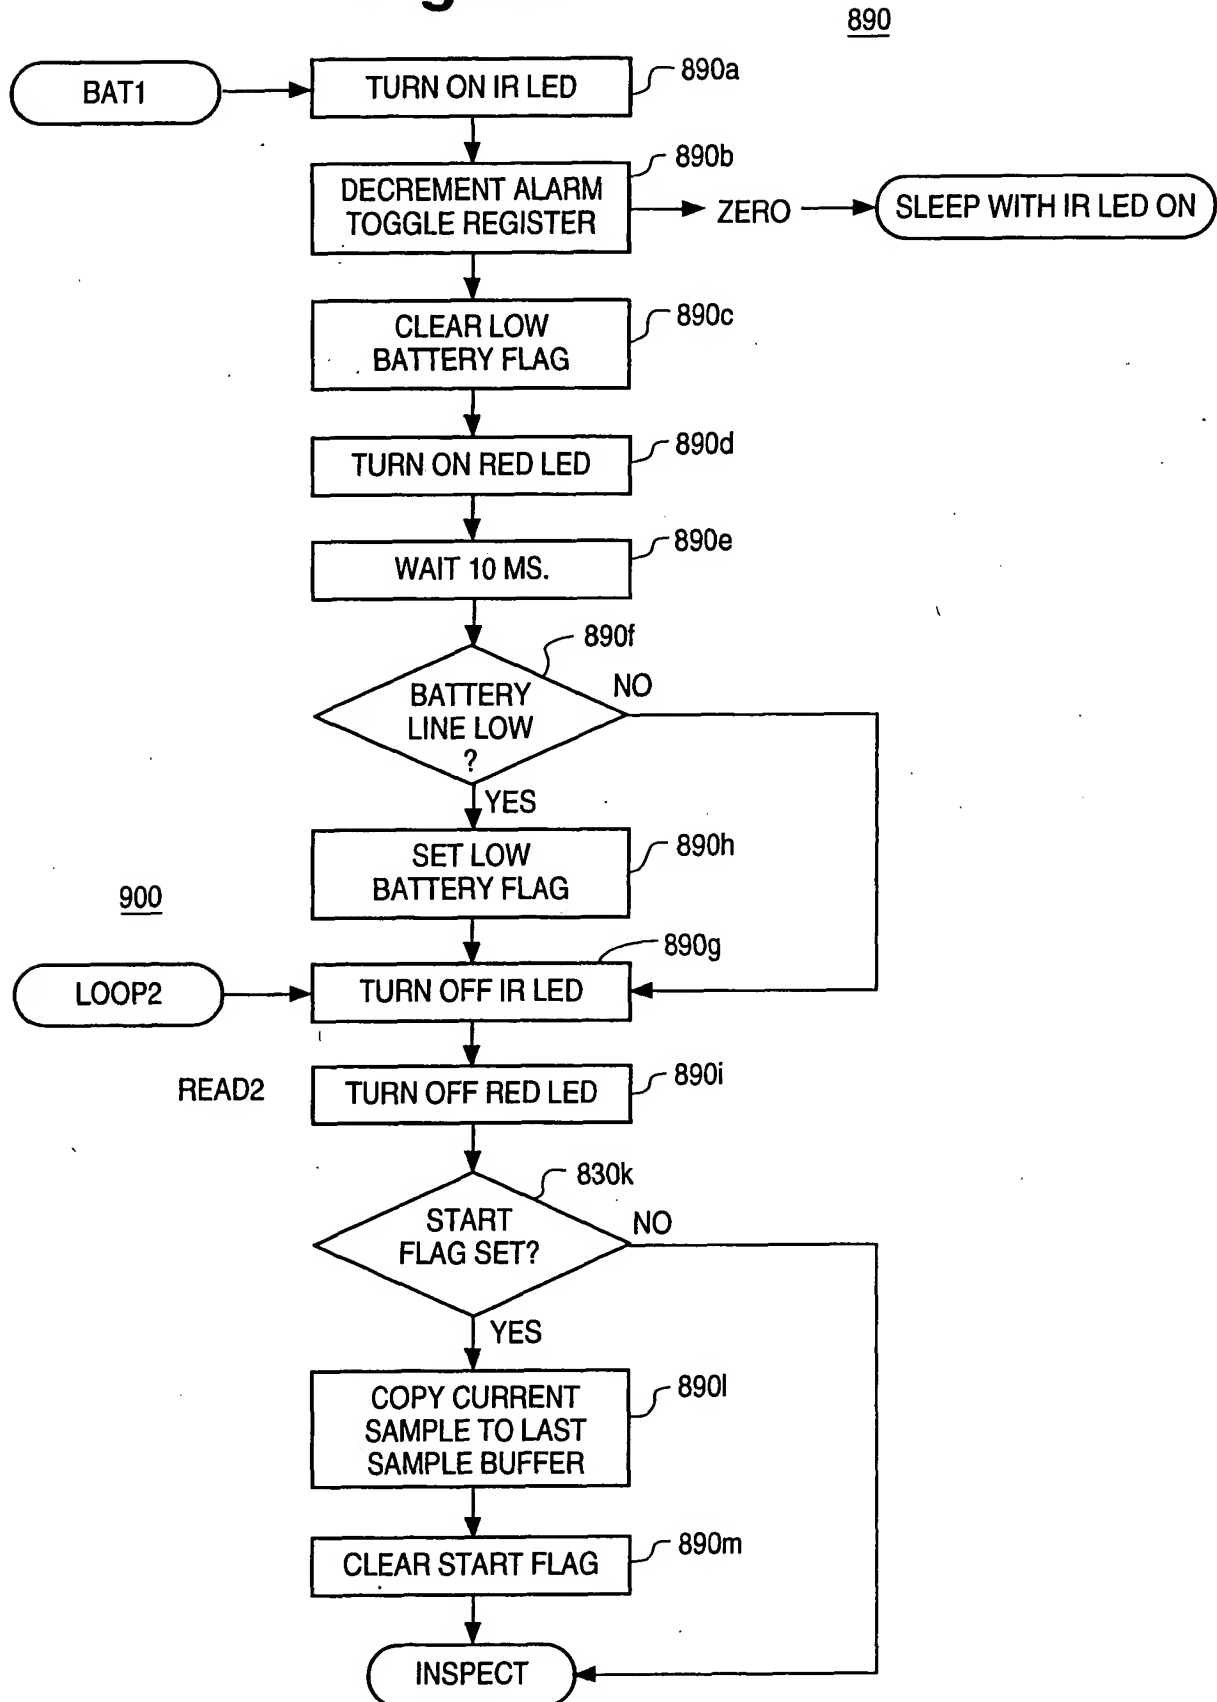 890
BAT1
TURN ON IR LED
890a
DECREMENT ALARM
TOGGLE REGISTER
890b
ZERO
SLEEP WITH IR LED ON
CLEAR LOW
BATTERY FLAG
890c
TURN ON RED LED
890d
WAIT 10 MS.
890e
BATTERY
LINE LOW
?
890f
NO
YES
SET LOW
BATTERY FLAG
890h
900
LOOP2
TURN OFF IR LED
890g
READ2
TURN OFF RED LED
890i
START
FLAG SET?
830k
NO
YES
COPY CURRENT
SAMPLE TO LAST
SAMPLE BUFFER
890l
CLEAR START FLAG
890m
INSPECT